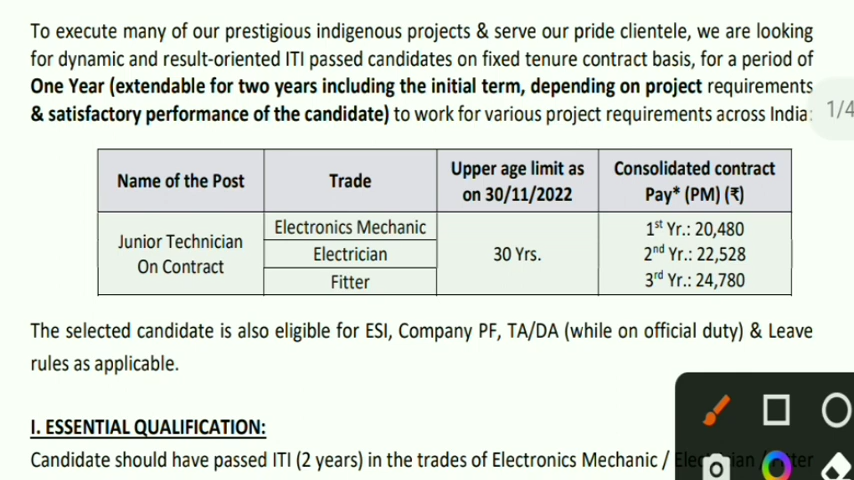 To execute many of our prestigious indigenous projects & serve our pride clientele, we are looking
for dynamic and result-oriented ITI passed candidates on fixed tenure contract basis, for a period of
One Year (extendable for two years including the initial term, depending on project requirements
& satisfactory performance of the candidate) to work for various project requirements across India:
1/4
Name of the Post Trade Upper age limit as on 30/11/2022 Consolidated contract Pay* (PM) (₹)
Junior Technician On Contract
Electronics Mechanic
Electrician
Fitter
30 Yrs.
1st Yr.: 20,480
2nd Yr.: 22,528
3rd Yr.: 24,780
The selected candidate is also eligible for ESI, Company PF, TA/DA (while on official duty) & Leave
rules as applicable.
I. ESSENTIAL QUALIFICATION:
Candidate should have passed ITI (2 years) in the trades of Electronics Mechanic /